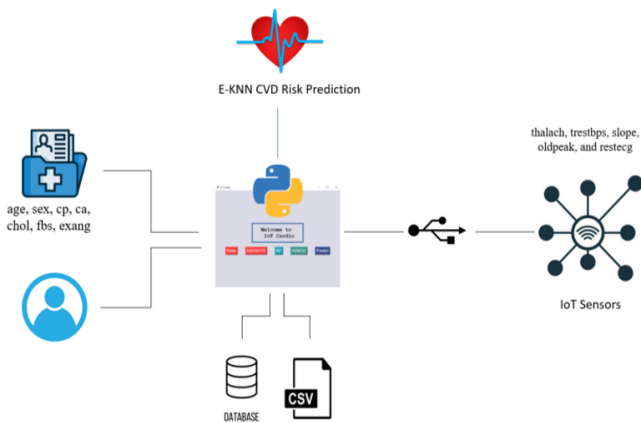 E-KNN CVD Risk Prediction
thalach, trestbps, slope,
oldpeak, and restecg
age, sex, cp, ca,
chol, fbs, exang
Welcome to
IoT Cardio
IoT Sensors
DATABASE
CSV